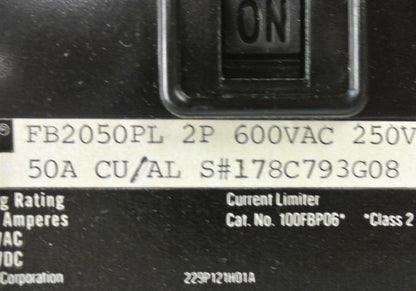 ON
® FB2050PL 2P 600VAC 250V
50A CU/AL S#178C793G08
g Rating
Amperes
VAC
VDC
Corporation
Current Limiter
Cat. No. 100FBP06* *Class 2
229P121H01A